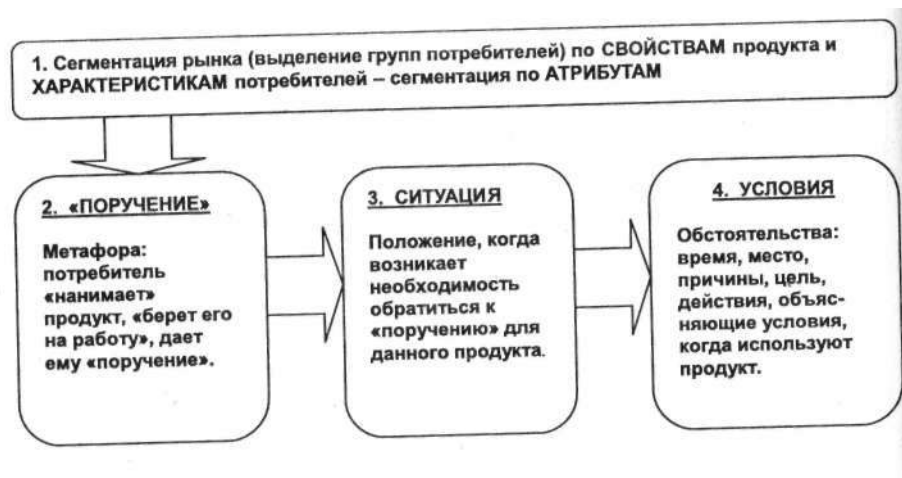 1. Сегментация рынка (выделение групп потребителей) по СВОЙСТВАМ продукта и
ХАРАКТЕРИСТИКАМ потребителей – сегментация по АТРИБУТАМ
2. «ПОРУЧЕНИЕ»
Метафора:
потребитель
«нанимает»
продукт, «берет его
на работу», дает
ему «поручение».
3. СИТУАЦИЯ
Положение, когда
возникает
необходимость
обратиться к
«поручению» для
данного продукта.
4. УСЛОВИЯ
Обстоятельства:
время, место,
причины, цель,
действия, объяс-
няющие условия,
когда используют
продукт.